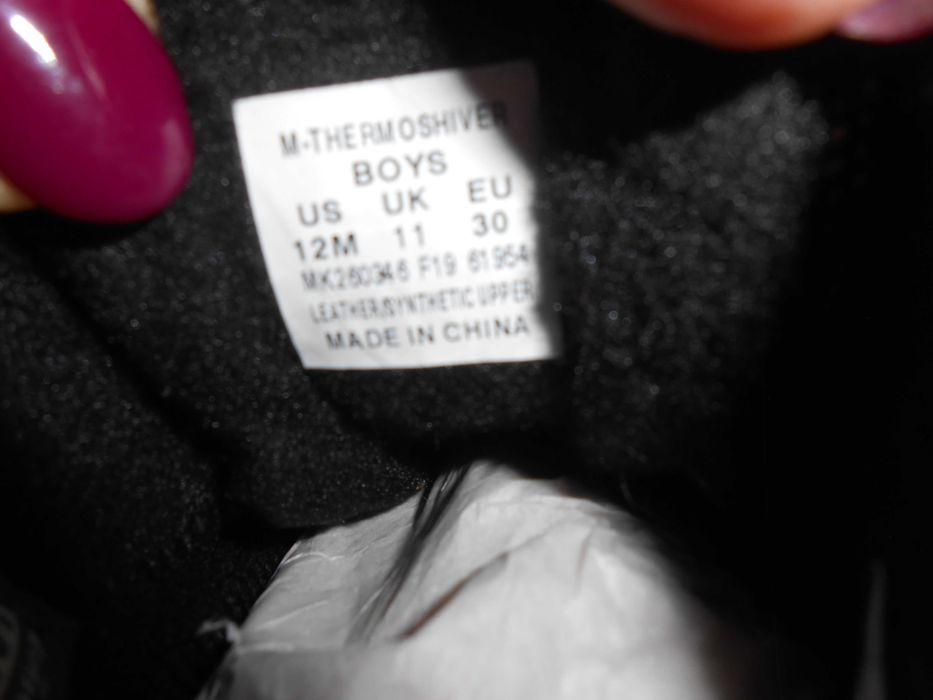 M-THERMOSHIVER
BOYS
US UK EU
12M 11 30
MK260346 F19 61954
LEATHER/SYNTHETIC UPPER
MADE IN CHINA